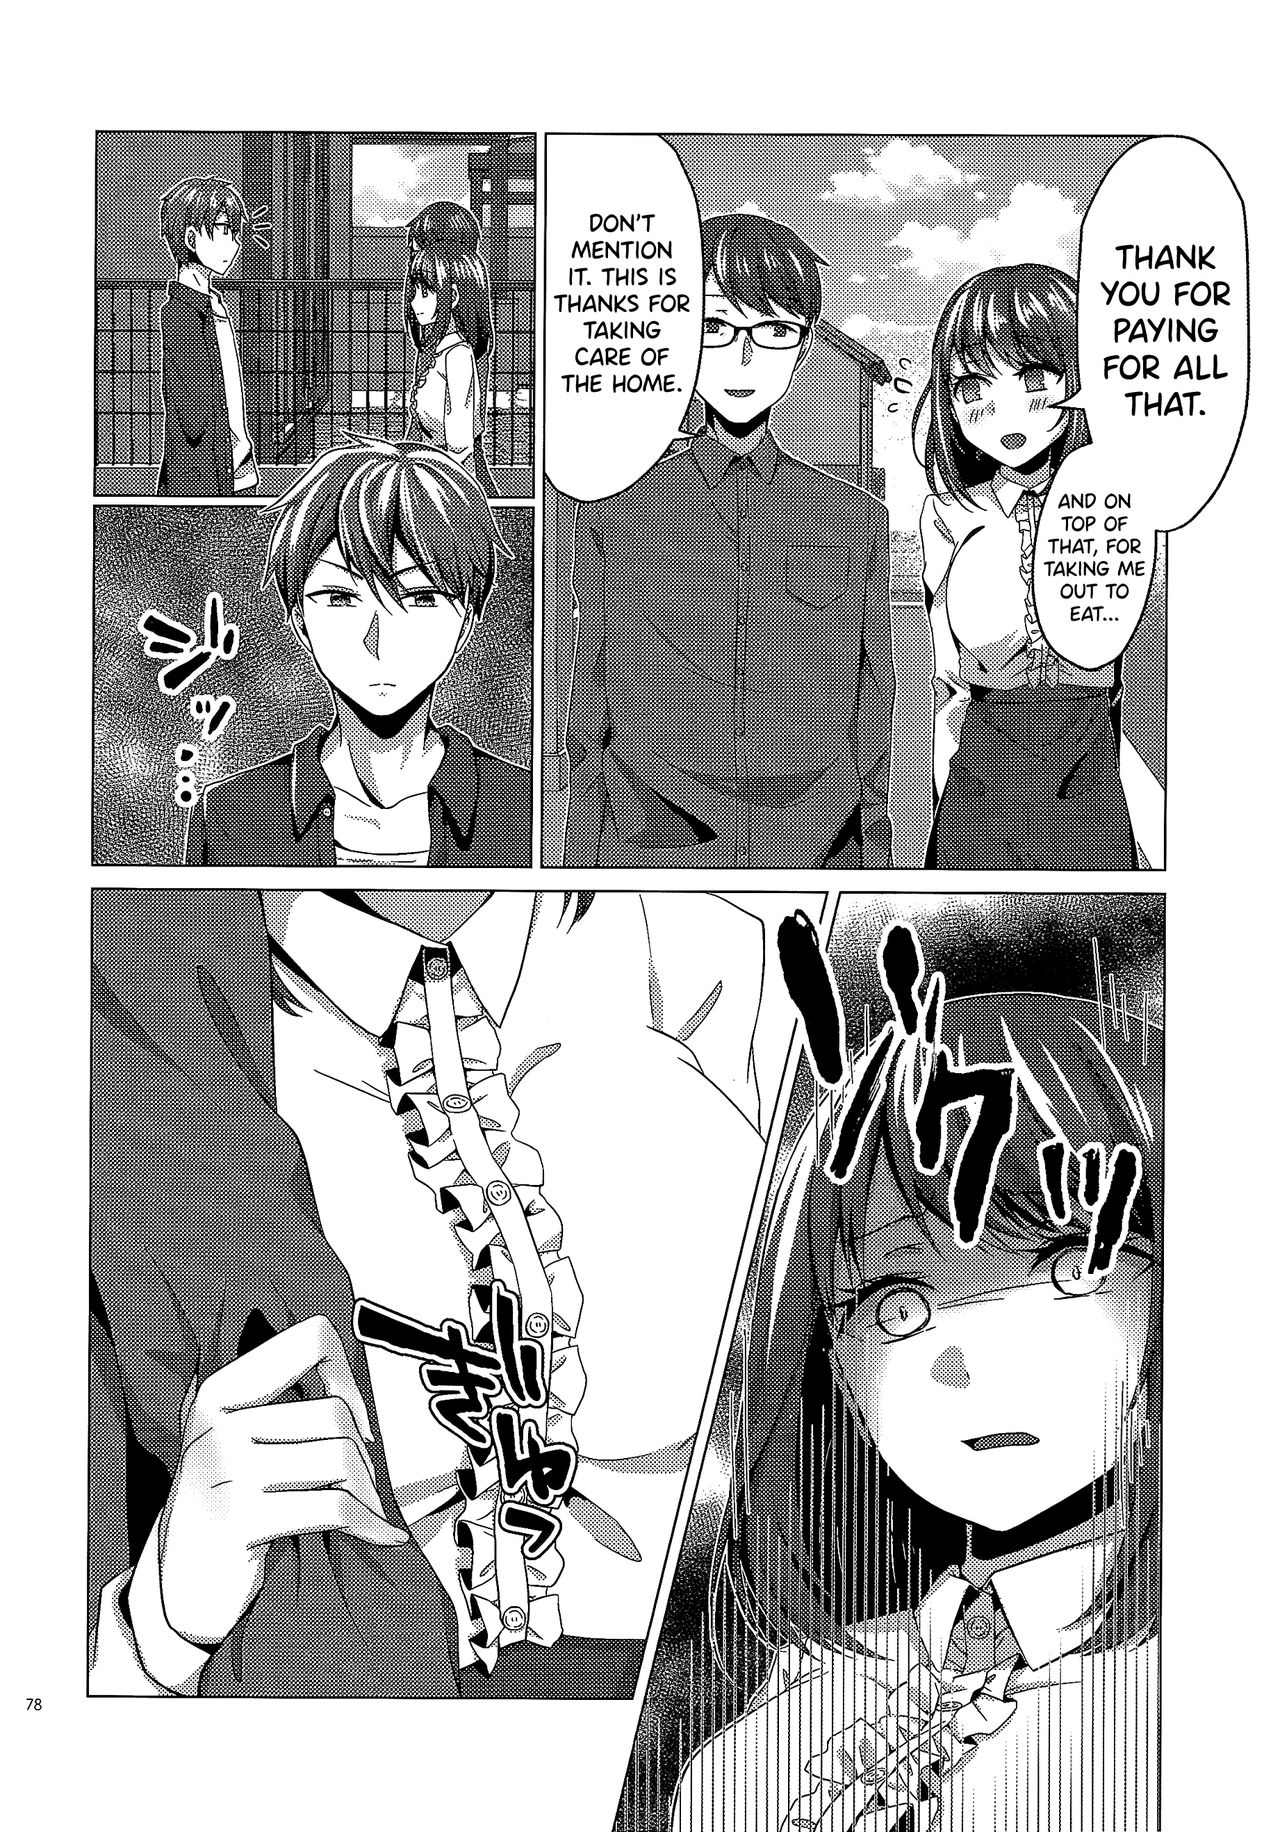 THANK
YOU FOR
PAYING
FOR ALL
THAT.
AND ON
TOP OF
THAT, FOR
TAKING ME
OUT TO
EAT...
DON'T
MENTION
IT. THIS IS
THANKS FOR
TAKING
CARE OF
THE HOME.
ジッ…
ゾクッ
ぎゅっ
78